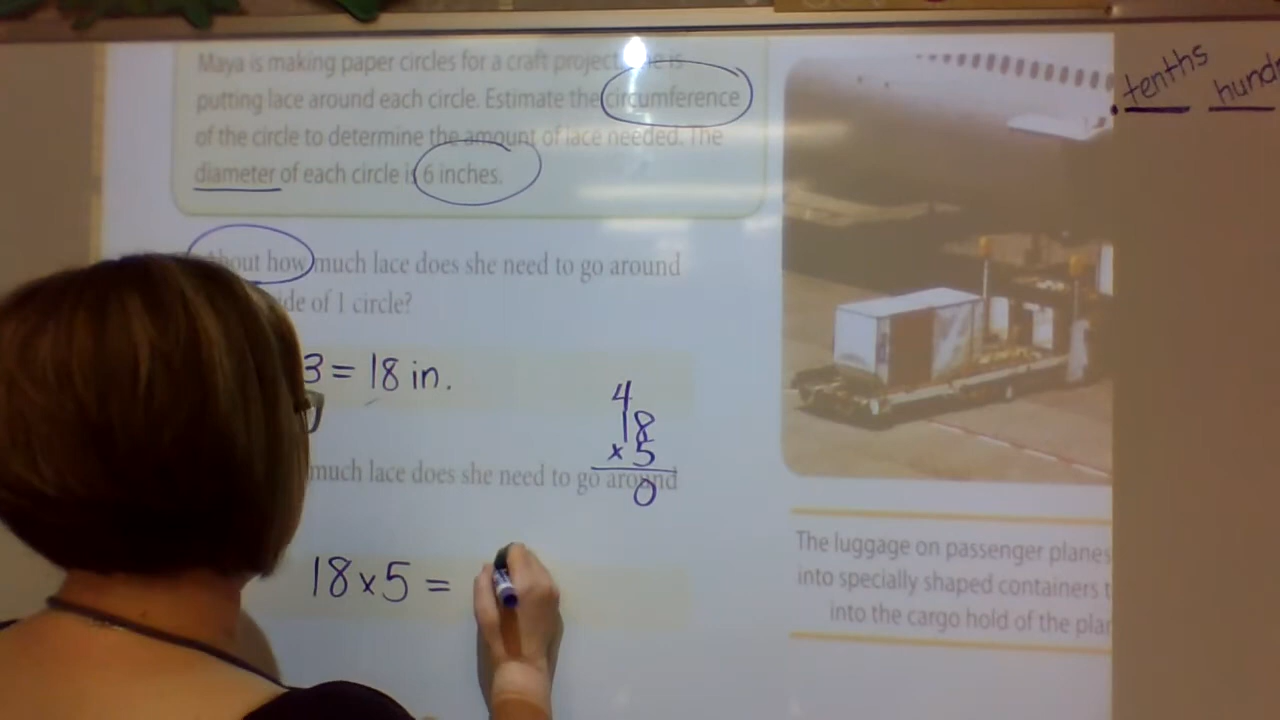 Maya is making paper circles for a craft project. is
putting lace around each circle. Estimate the circumference
of the circle to determine the amount of lace needed. The
diameter of each circle is 6 inches.
About how much lace does she need to go around
of 1 circle?
3 = 18 in.
4
18
× 5
0
much lace does she need to go around
18 × 5 =
tenths
The luggage on passenger planes
into specially shaped containers
into the cargo hold of the